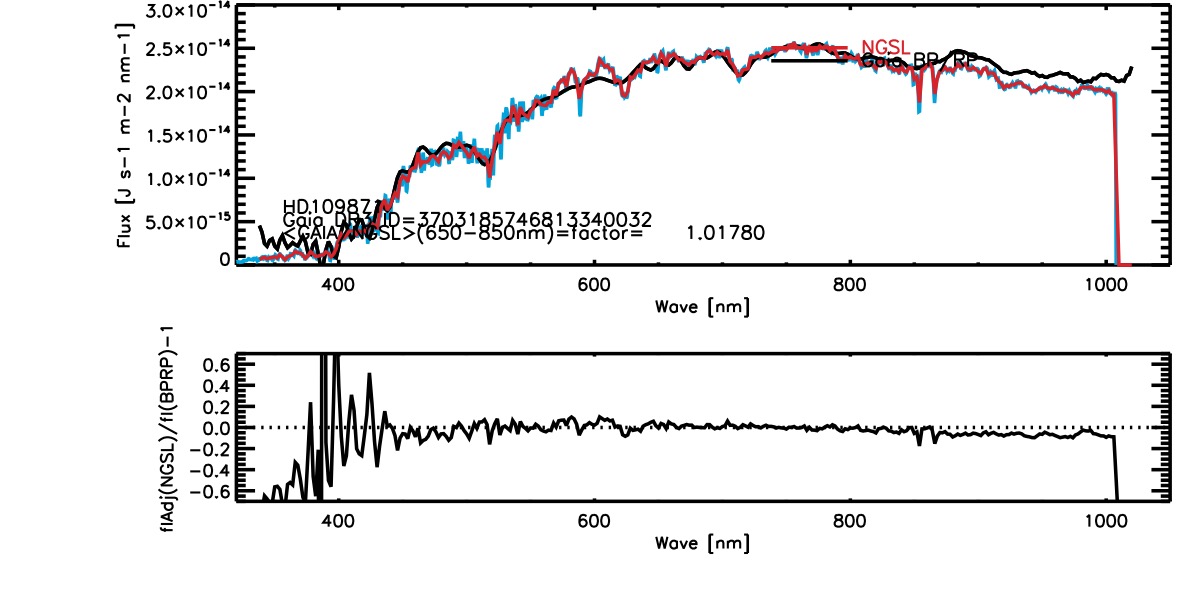 3.0×10−14
2.5×10−14
2.0×10−14
1.5×10−14
1.0×10−14
5.0×10−15
0
Flux [J s−1 m−2 nm−1]
NGSL
Gaia BP RP
HD109871
Gaia DR3 ID=3703185746813340032
<GAIA/NGSL>(650−850nm)=factor= 1.01780
400 600 800 1000
Wave [nm]
flAdj(NGSL)/fl(BPRP)−1
0.6
0.4
0.2
0.0
−0.2
−0.4
−0.6
400 600 800 1000
Wave [nm]